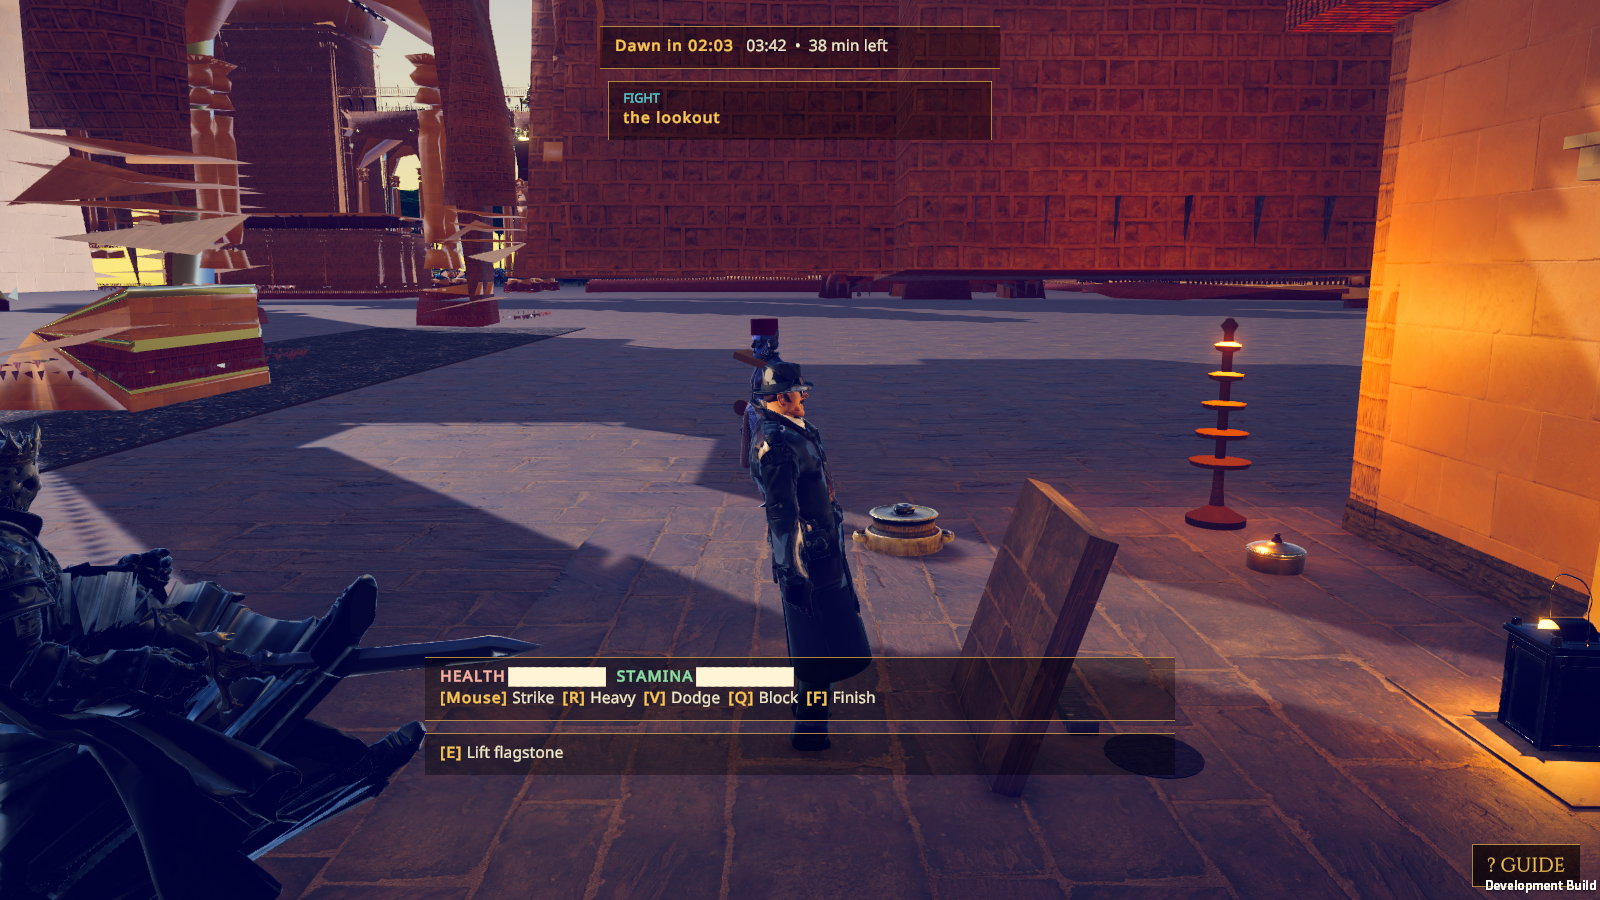 Dawn in 02:03 03:42 • 38 min left
FIGHT
the lookout
HEALTH STAMINA
[Mouse] Strike [R] Heavy [V] Dodge [Q] Block [F] Finish
[E] Lift flagstone
? GUIDE
Development Build